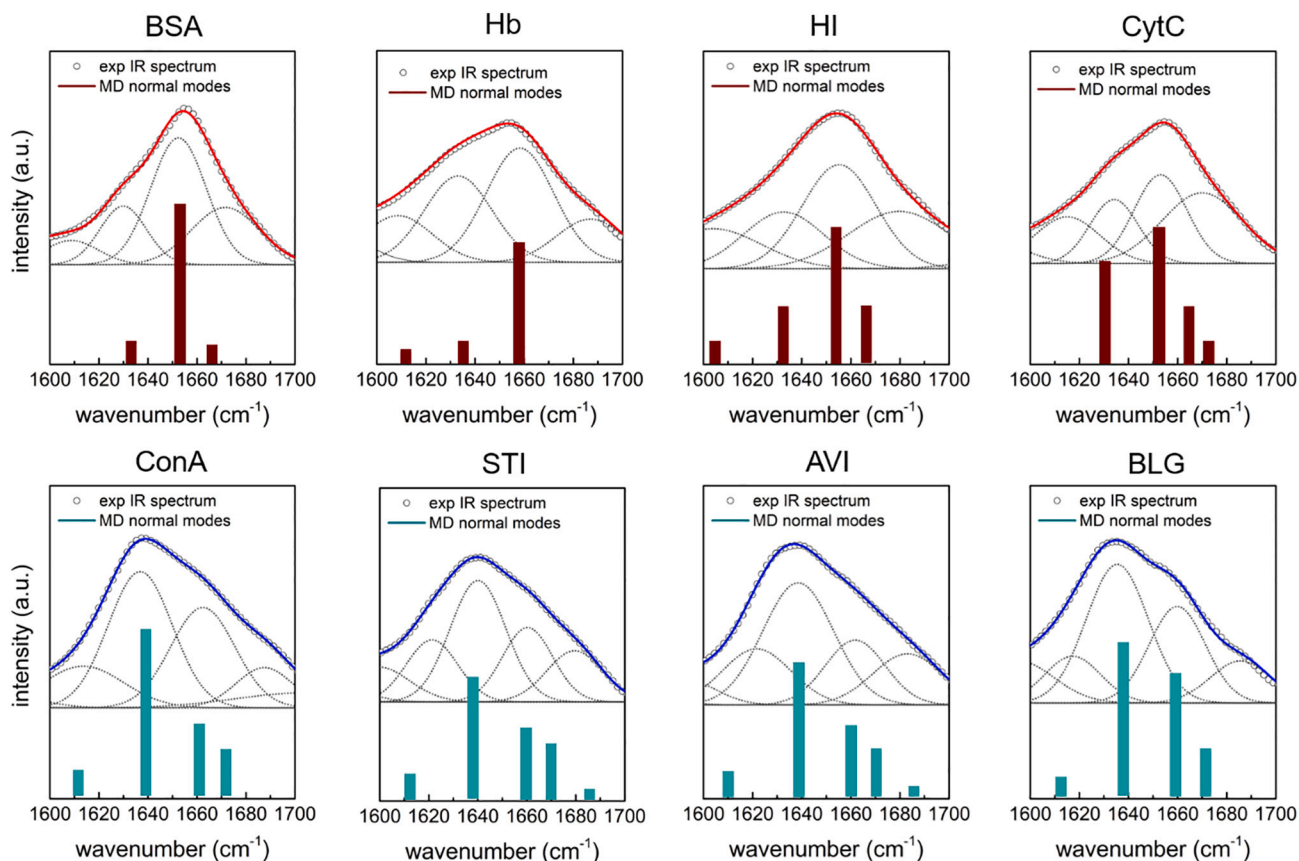 BSA Hb HI CytC
exp IR spectrum exp IR spectrum exp IR spectrum exp IR spectrum
MD normal modes MD normal modes MD normal modes MD normal modes
intensity (a.u.)
1600 1620 1640 1660 1680 1700 1600 1620 1640 1660 1680 1700 1600 1620 1640 1660 1680 1700 1600 1620 1640 1660 1680 1700
wavenumber (cm⁻¹) wavenumber (cm⁻¹) wavenumber (cm⁻¹) wavenumber (cm⁻¹)
ConA STI AVI BLG
exp IR spectrum exp IR spectrum exp IR spectrum exp IR spectrum
MD normal modes MD normal modes MD normal modes MD normal modes
intensity (a.u.)
1600 1620 1640 1660 1680 1700 1600 1620 1640 1660 1680 1700 1600 1620 1640 1660 1680 1700 1600 1620 1640 1660 1680 1700
wavenumber (cm⁻¹) wavenumber (cm⁻¹) wavenumber (cm⁻¹) wavenumber (cm⁻¹)